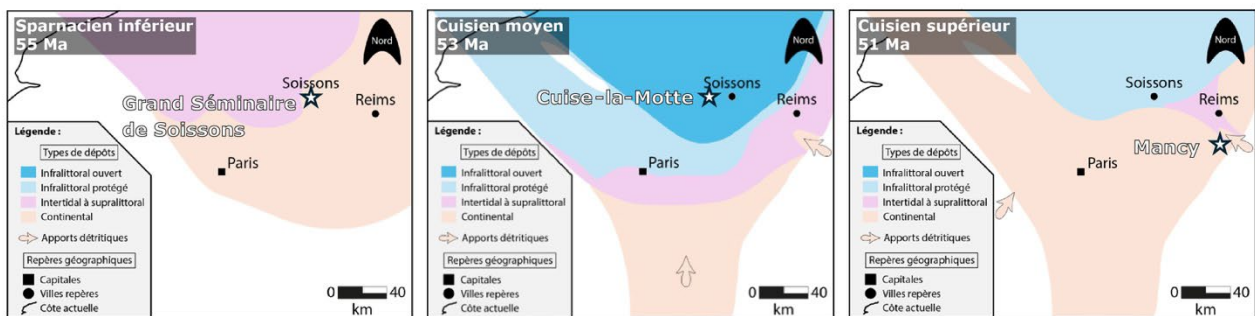 Sparnacien inférieur
55 Ma
Nord
Soissons
Grand Séminaire
de Soissons
Reims
Paris
Légende :
Types de dépôts
Infralittoral ouvert
Infralittoral protégé
Intertidal à supralittoral
Continental
Apports détritiques
Repères géographiques
Capitales
Villes repères
Côte actuelle
0 40
km
Cuisien moyen
53 Ma
Nord
Soissons
Cuise-la-Motte
Reims
Paris
Légende :
Types de dépôts
Infralittoral ouvert
Infralittoral protégé
Intertidal à supralittoral
Continental
Apports détritiques
Repères géographiques
Capitales
Villes repères
Côte actuelle
0 40
km
Cuisien supérieur
51 Ma
Nord
Soissons
Reims
Mancy
Paris
Légende :
Types de dépôts
Infralittoral ouvert
Infralittoral protégé
Intertidal à supralittoral
Continental
Apports détritiques
Repères géographiques
Capitales
Villes repères
Côte actuelle
0 40
km